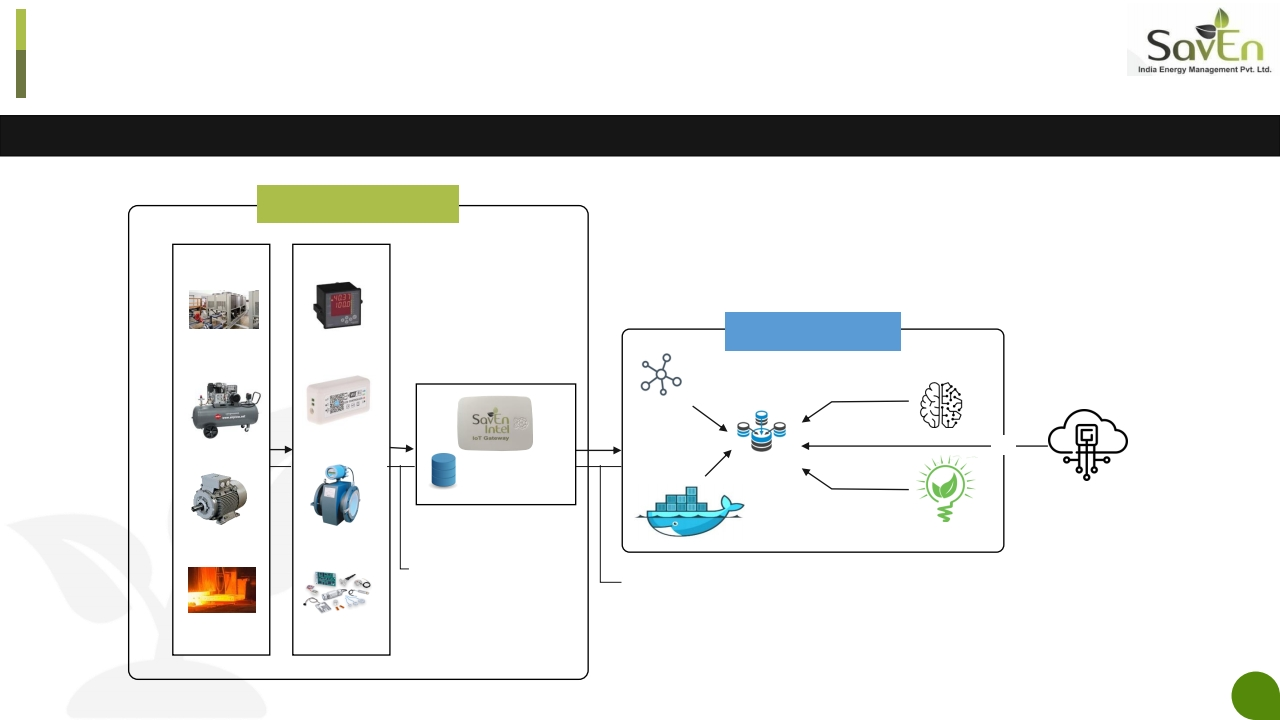 SavEn
India Energy Management Pvt. Ltd.
SavEn
Intel
IoT Gateway